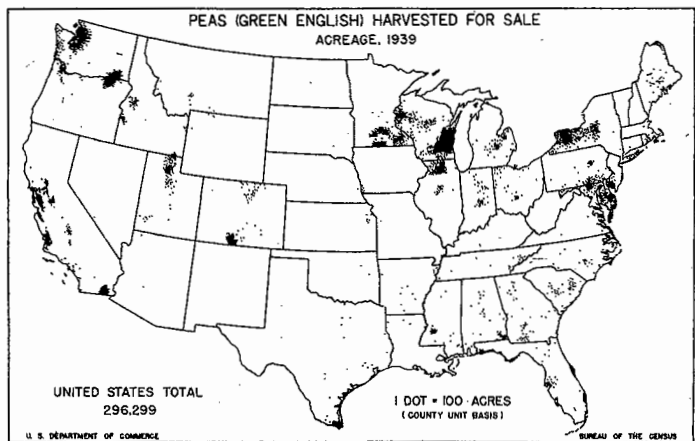 PEAS (GREEN ENGLISH) HARVESTED FOR SALE
ACREAGE, 1939
UNITED STATES TOTAL
296,299
1 DOT = 100 ACRES
(COUNTY UNIT BASIS)
U. S. DEPARTMENT OF COMMERCE
BUREAU OF THE CENSUS